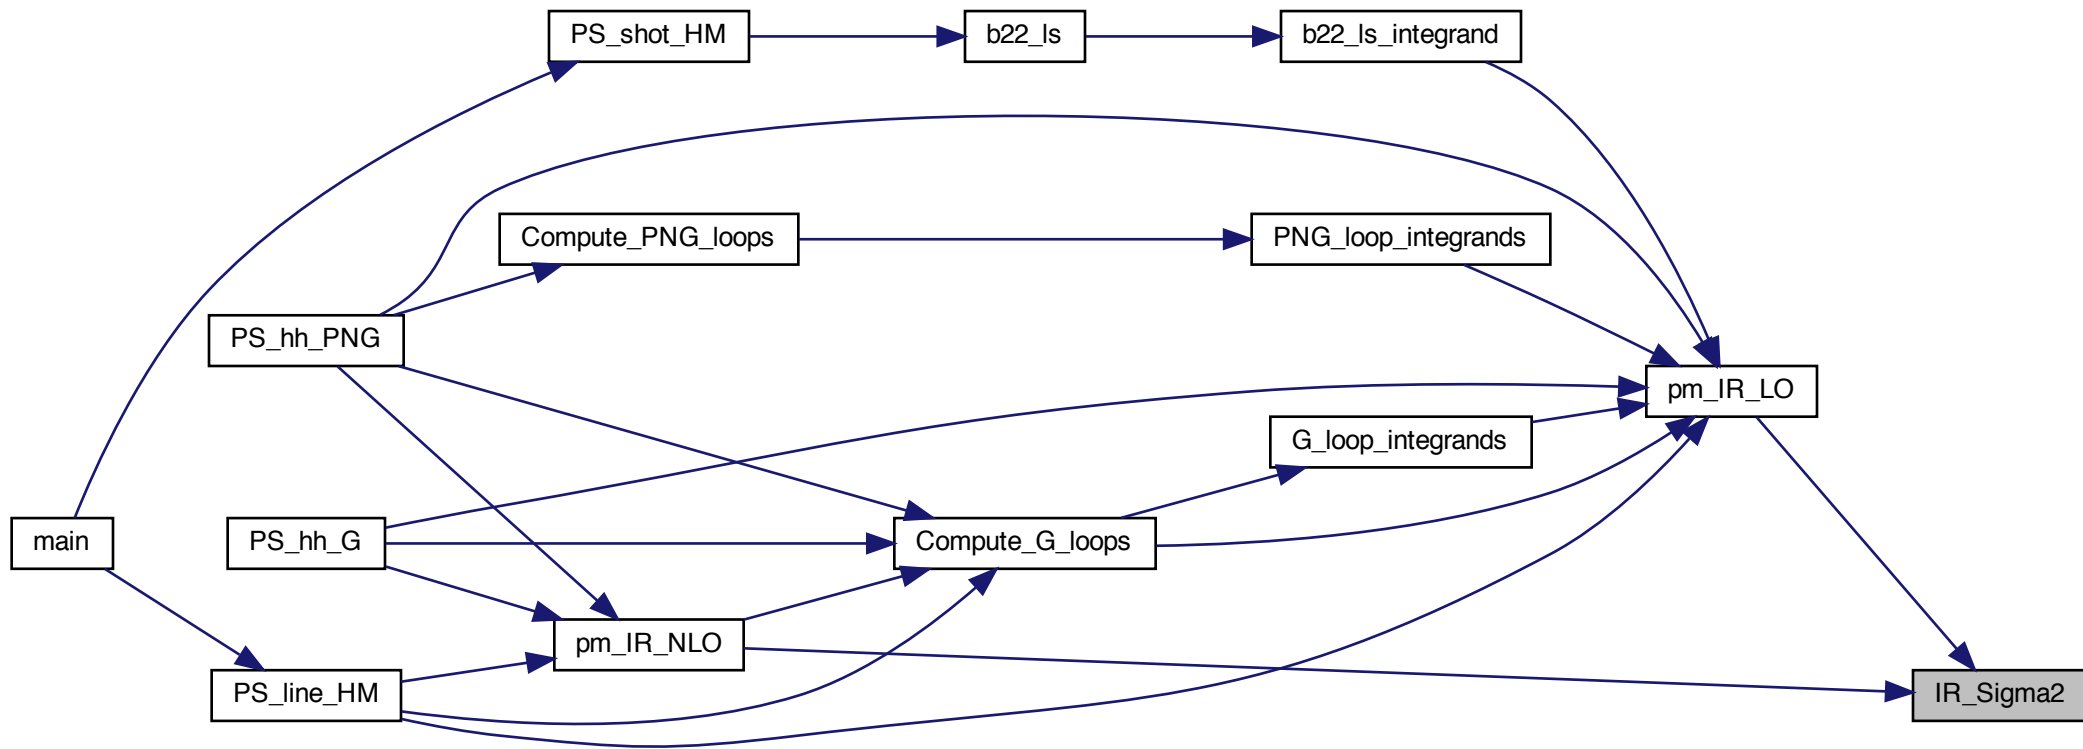 PS_shot_HM
b22_ls
b22_ls_integrand
Compute_PNG_loops
PNG_loop_integrands
PS_hh_PNG
pm_IR_LO
G_loop_integrands
main
PS_hh_G
Compute_G_loops
pm_IR_NLO
PS_line_HM
IR_Sigma2